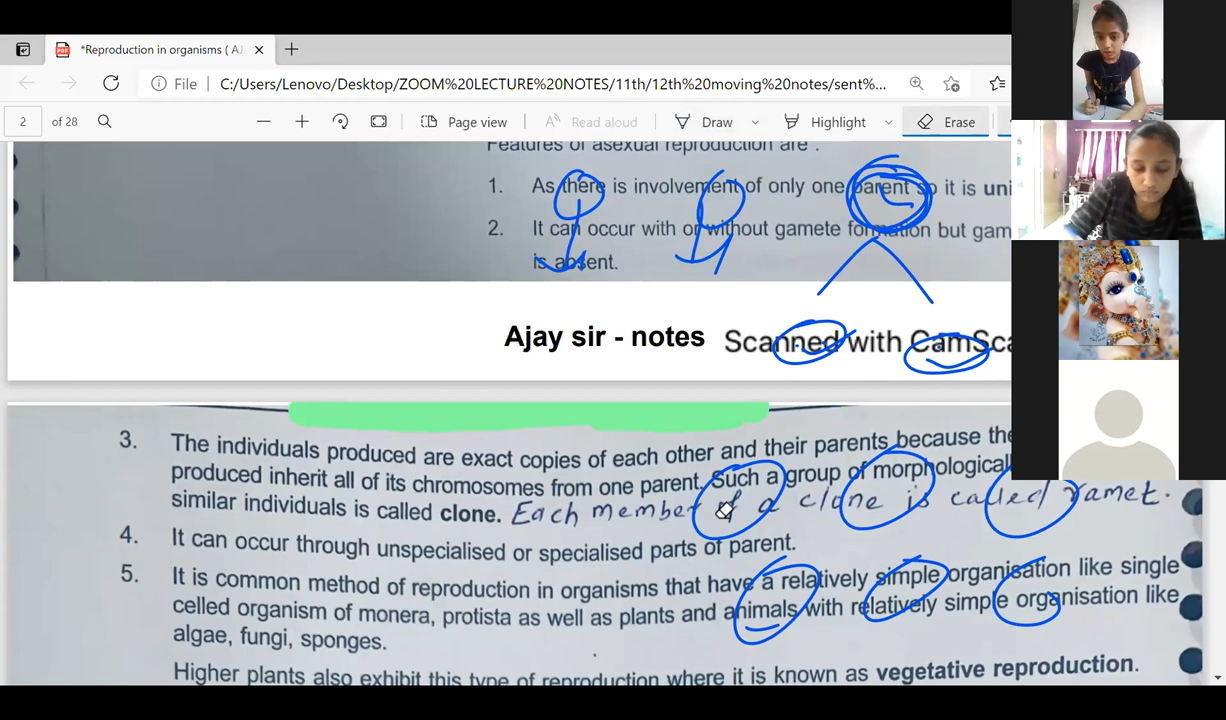 *Reproduction in organisms ( AJ
File C:/Users/Lenovo/Desktop/ZOOM%20LECTURE%20NOTES/11th/12th%20moving%20notes/sent%...
2 of 28 Page view Read aloud Draw Highlight Erase
Features of asexual reproduction are :
1. As there is involvement of only one parent so it is uni
2. It can occur with or without gamete formation but gam
is absent.
Ajay sir - notes Scanned with CamSca
3. The individuals produced are exact copies of each other and their parents because the
produced inherit all of its chromosomes from one parent. Such a group of morphologicall
similar individuals is called clone. Each member of a clone is called ramet.
4. It can occur through unspecialised or specialised parts of parent.
5. It is common method of reproduction in organisms that have a relatively simple organisation like single
celled organism of monera, protista as well as plants and animals with relatively simple organisation like
algae, fungi, sponges.
Higher plants also exhibit this type of reproduction where it is known as vegetative reproduction.